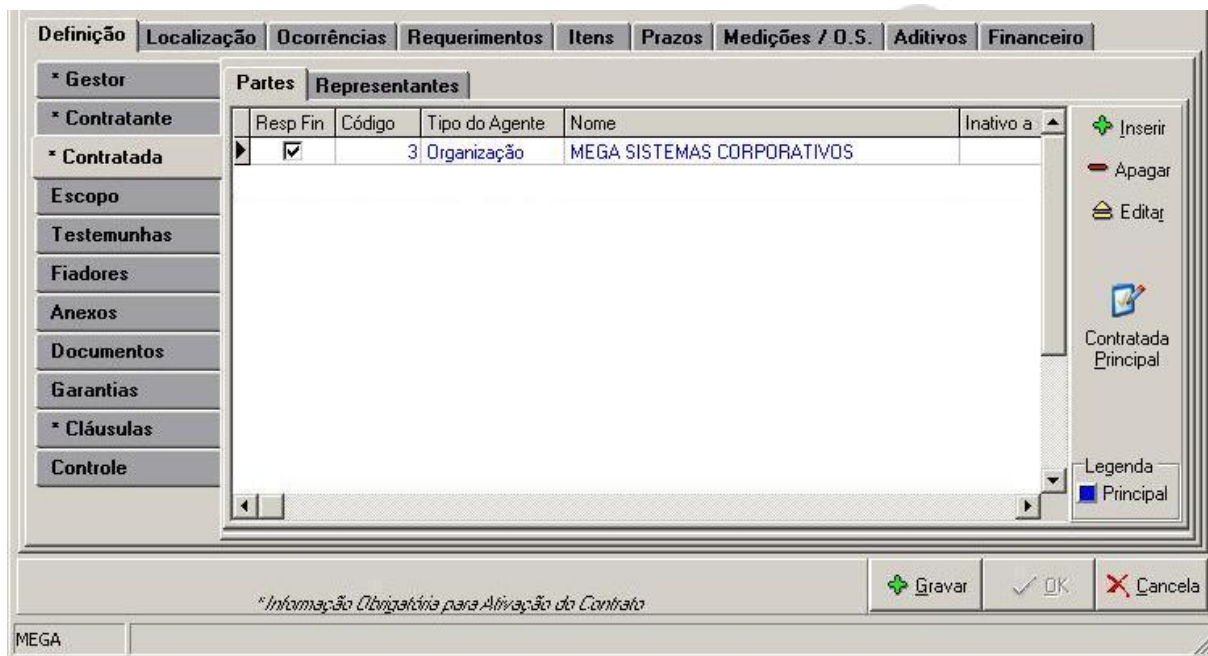 Definição Localização Ocorrências Requerimentos Itens Prazos Medições / O.S. Aditivos Financeiro
* Gestor
* Contratante
* Contratada
Escopo
Testemunhas
Fiadores
Anexos
Documentos
Garantias
* Cláusulas
Controle
Partes Representantes
Resp Fin Código Tipo do Agente Nome Inativo a
3 Organização MEGA SISTEMAS CORPORATIVOS
Inserir
Apagar
Editar
Contratada
Principal
Legenda
Principal
*Informação Obrigatória para Ativação do Contrato
Gravar OK Cancela
MEGA